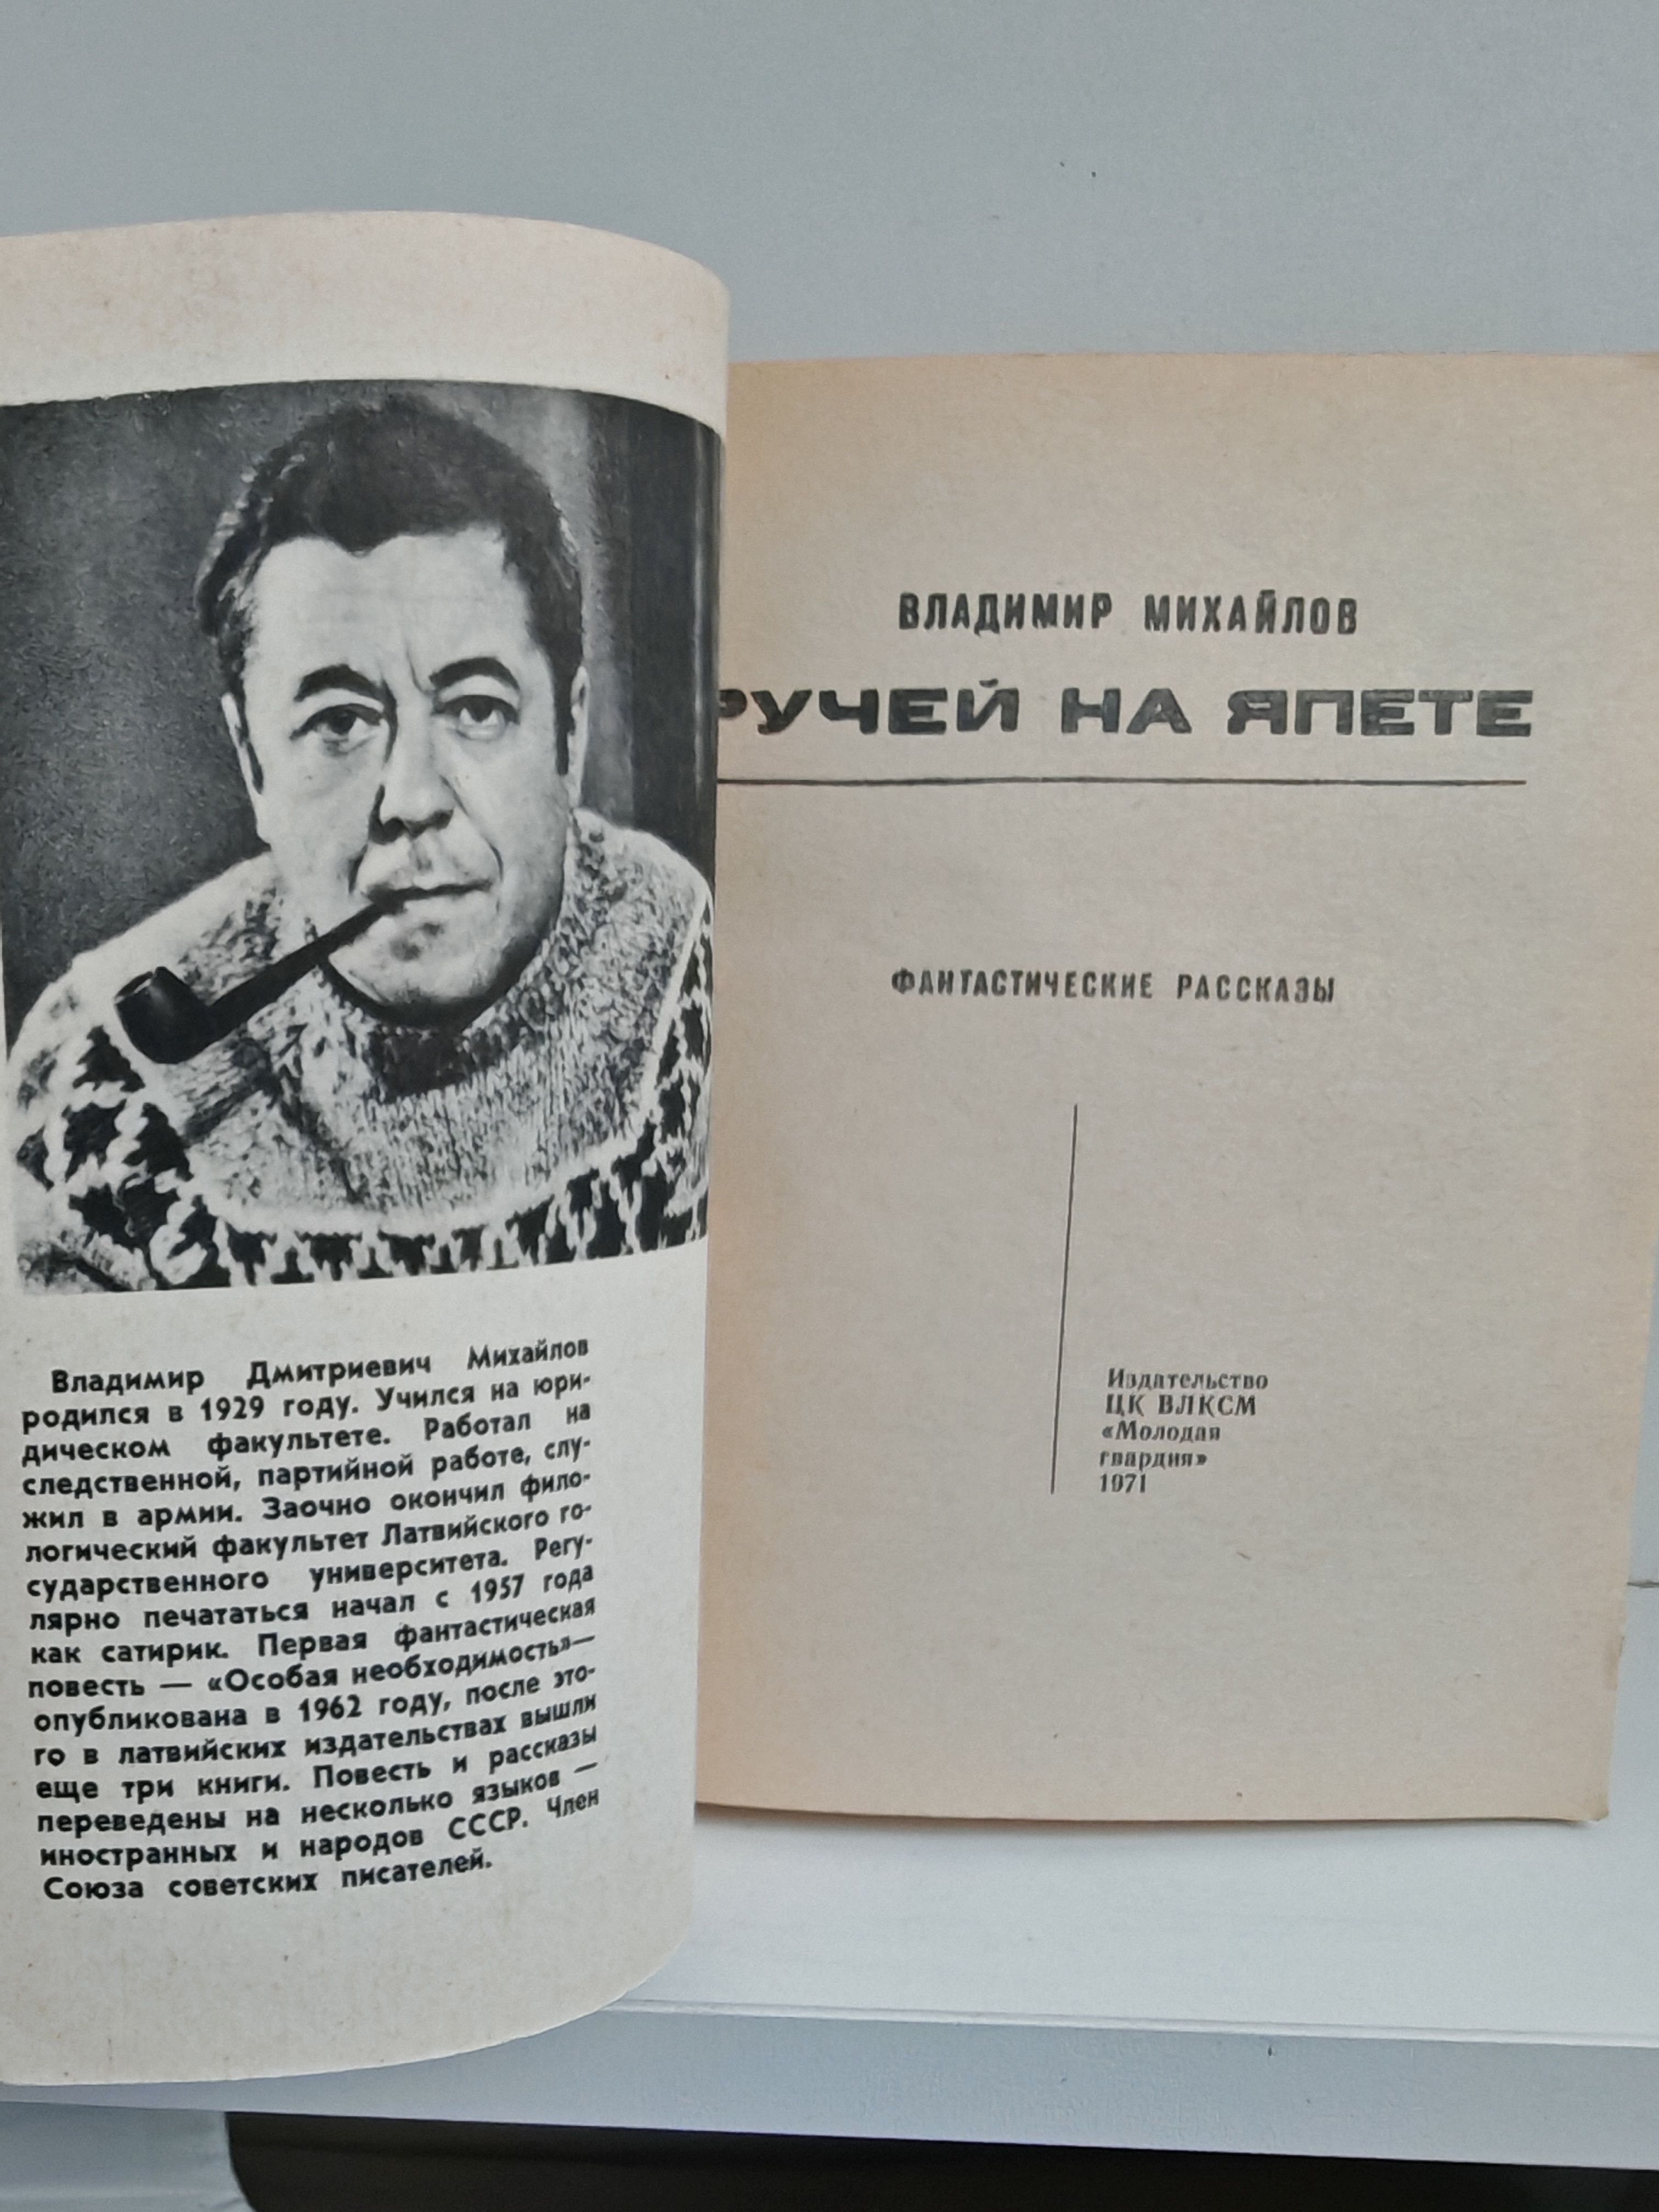 Владимир Дмитриевич Михайлов
родился в 1929 году. Учился на юри-
дическом факультете. Работал на
следственной, партийной работе, слу-
жил в армии. Заочно окончил фило-
логический факультет Латвийского го-
сударственного университета. Регу-
лярно печататься начал с 1957 года
как сатирик. Первая фантастическая
повесть — «Особая необходимость»—
опубликована в 1962 году, после это-
го в латвийских издательствах вышли
еще три книги. Повесть и рассказы
переведены на несколько языков —
иностранных и народов СССР. Член
Союза советских писателей.
ВЛАДИМИР МИХАЙЛОВ
РУЧЕЙ НА ЯПЕТЕ
ФАНТАСТИЧЕСКИЕ РАССКАЗЫ
Издательство
ЦК ВЛКСМ
«Молодая
гвардия»
1971